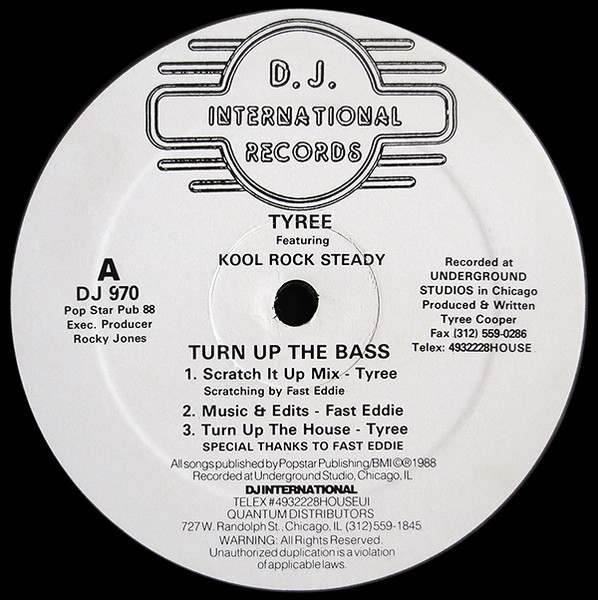 D.J.
INTERNATIONAL
RECORDS
TYREE
Featuring
KOOL ROCK STEADY
A
DJ 970
Pop Star Pub 88
Exec. Producer
Rocky Jones
Recorded at
UNDERGROUND
STUDIOS in Chicago
Produced & Written
Tyree Cooper
Fax (312) 559-0286
Telex: 4932228HOUSE
TURN UP THE BASS
1. Scratch It Up Mix - Tyree
Scratching by Fast Eddie
2. Music & Edits - Fast Eddie
3. Turn Up The House - Tyree
SPECIAL THANKS TO FAST EDDIE
All songs published by Popstar Publishing/BMI ©℗ 1988
Recorded at Underground Studio, Chicago, IL
DJ INTERNATIONAL
TELEX #4932228HOUSEUI
QUANTUM DISTRIBUTORS
727 W. Randolph St., Chicago, IL (312) 559-1845
WARNING: All Rights Reserved.
Unauthorized duplication is a violation
of applicable laws.